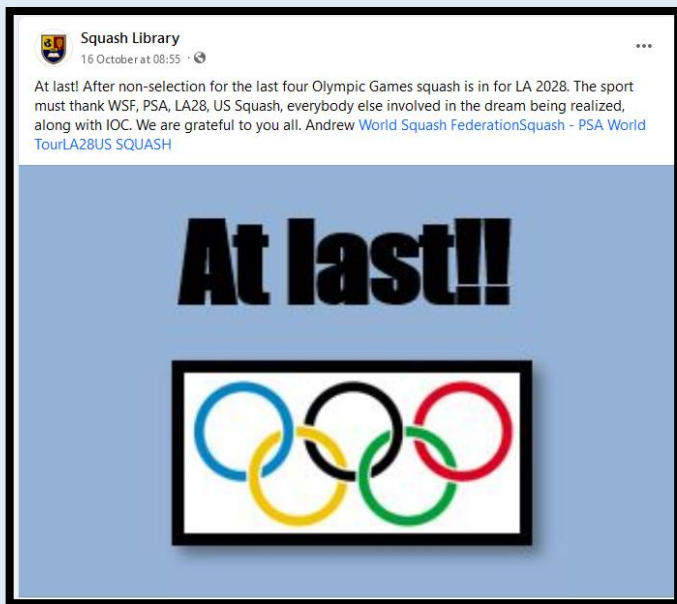 Squash Library
16 October at 08:55 ·
At last! After non-selection for the last four Olympic Games squash is in for LA 2028. The sport
must thank WSF, PSA, LA28, US Squash, everybody else involved in the dream being realized,
along with IOC. We are grateful to you all. Andrew World Squash FederationSquash - PSA World
TourLA28US SQUASH
At last!!